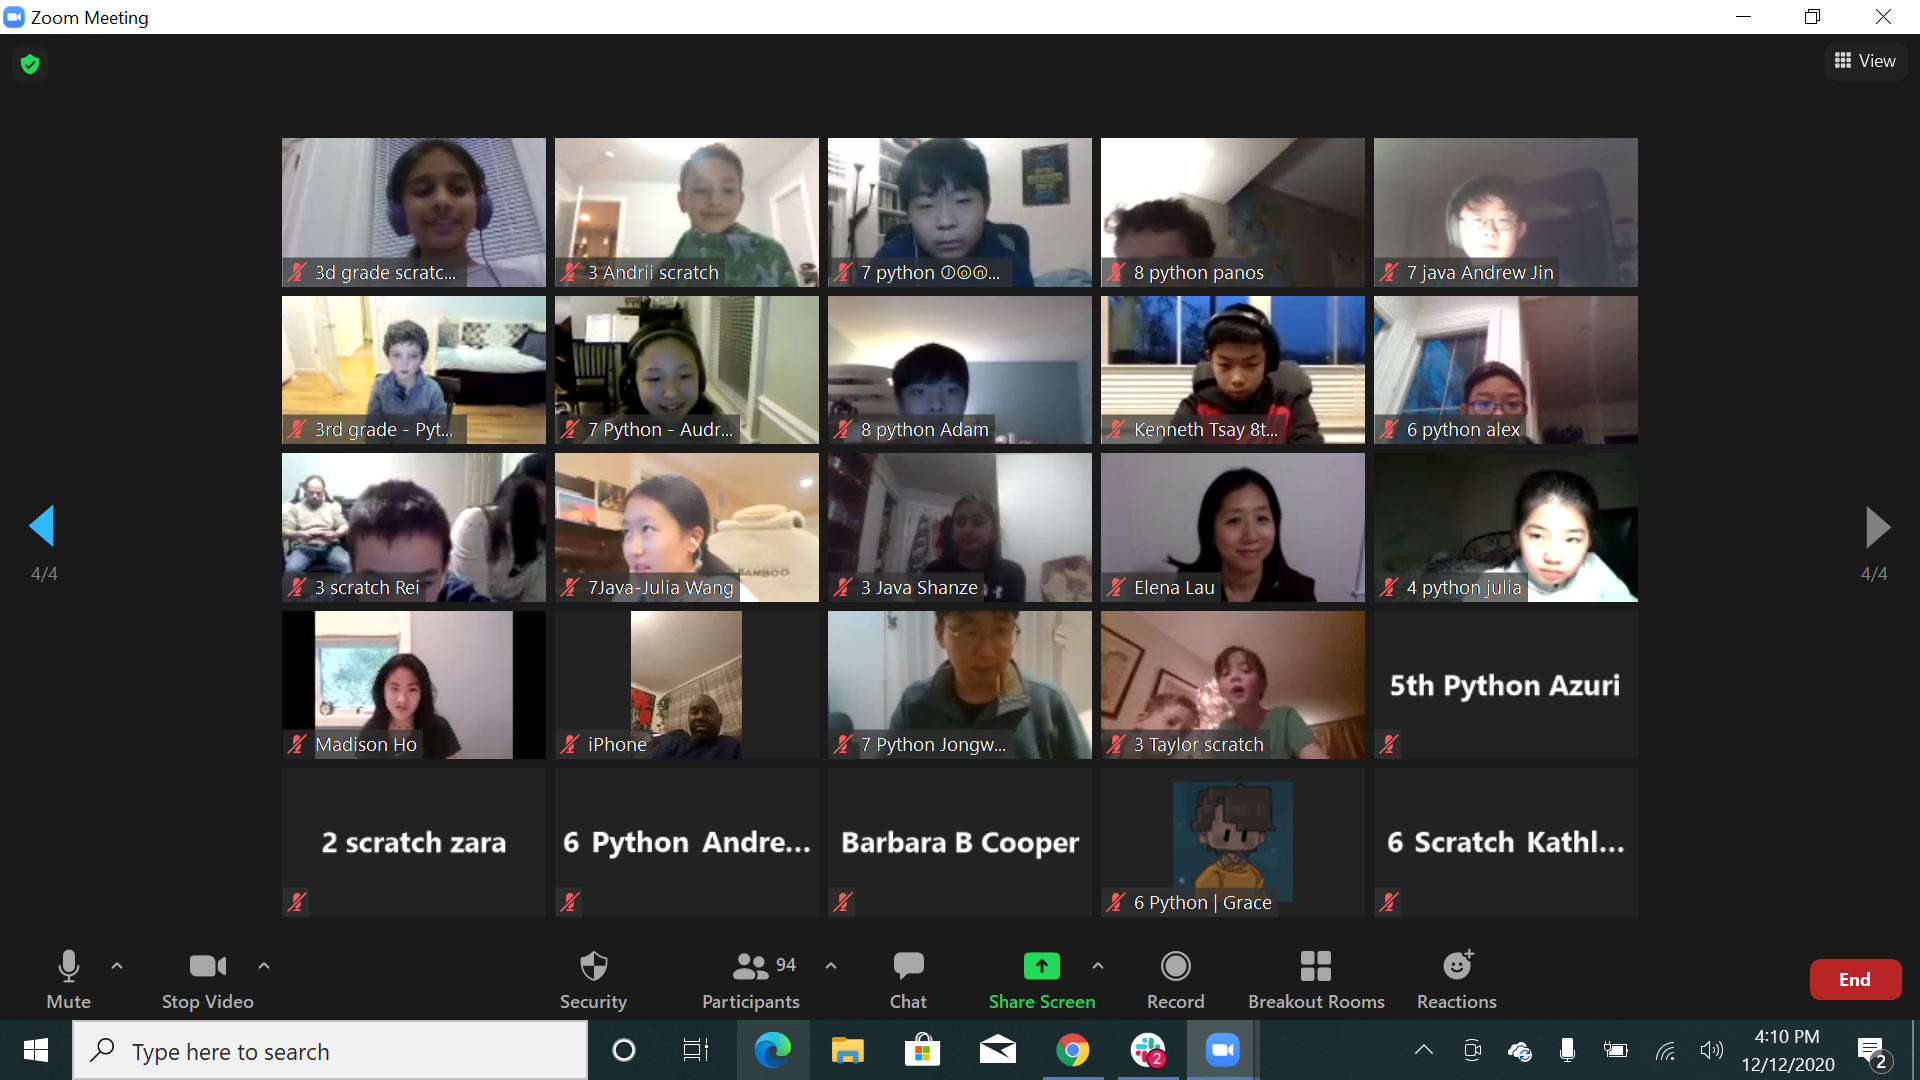 Zoom Meeting
View
3d grade scratc...
3 Andrii scratch
7 python Ⓙⓞⓝ...
8 python panos
7 java Andrew Jin
3rd grade - Pyt...
7 Python - Audr...
8 python Adam
Kenneth Tsay 8t...
6 python alex
3 scratch Rei
7Java-Julia Wang
BAMBOO
3 Java Shanze
Elena Lau
4 python julia
4/4
4/4
Madison Ho
iPhone
7 Python Jongw...
3 Taylor scratch
5th Python Azuri
2 scratch zara
6 Python Andre...
Barbara B Cooper
6 Python | Grace
6 Scratch Kathl...
94
Mute
Stop Video
Security
Participants
Chat
Share Screen
Record
Breakout Rooms
Reactions
End
Type here to search
2
4:10 PM
12/12/2020
2